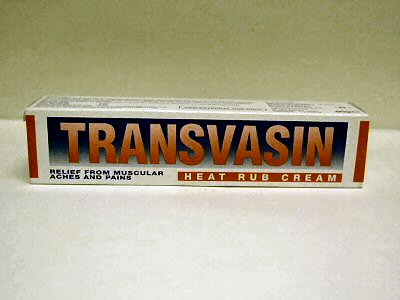 TRANSVASIN
RELIEF FROM MUSCULAR
ACHES AND PAINS
HEAT RUB CREAM